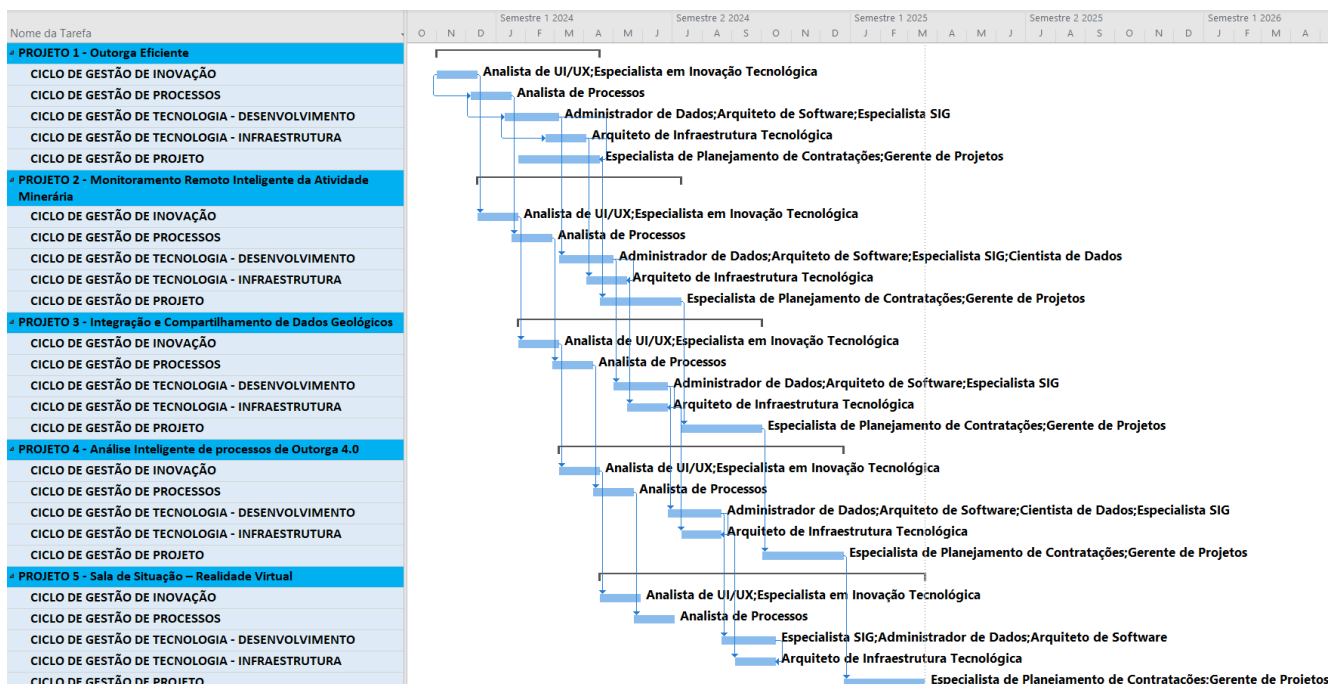 Semestre 1 2024 Semestre 2 2024 Semestre 1 2025 Semestre 2 2025 Semestre 1 2026
Nome da Tarefa O N D J F M A M J J A S O N D J F M A M J J A S O N D J F M A
PROJETO 1 - Outorga Eficiente
CICLO DE GESTÃO DE INOVAÇÃO Analista de UI/UX;Especialista em Inovação Tecnológica
CICLO DE GESTÃO DE PROCESSOS Analista de Processos
CICLO DE GESTÃO DE TECNOLOGIA - DESENVOLVIMENTO Administrador de Dados;Arquiteto de Software;Especialista SIG
CICLO DE GESTÃO DE TECNOLOGIA - INFRAESTRUTURA Arquiteto de Infraestrutura Tecnológica
CICLO DE GESTÃO DE PROJETO Especialista de Planejamento de Contratações;Gerente de Projetos
PROJETO 2 - Monitoramento Remoto Inteligente da Atividade
Minerária
CICLO DE GESTÃO DE INOVAÇÃO Analista de UI/UX;Especialista em Inovação Tecnológica
CICLO DE GESTÃO DE PROCESSOS Analista de Processos
CICLO DE GESTÃO DE TECNOLOGIA - DESENVOLVIMENTO Administrador de Dados;Arquiteto de Software;Especialista SIG;Cientista de Dados
CICLO DE GESTÃO DE TECNOLOGIA - INFRAESTRUTURA Arquiteto de Infraestrutura Tecnológica
CICLO DE GESTÃO DE PROJETO Especialista de Planejamento de Contratações;Gerente de Projetos
PROJETO 3 - Integração e Compartilhamento de Dados Geológicos
CICLO DE GESTÃO DE INOVAÇÃO Analista de UI/UX;Especialista em Inovação Tecnológica
CICLO DE GESTÃO DE PROCESSOS Analista de Processos
CICLO DE GESTÃO DE TECNOLOGIA - DESENVOLVIMENTO Administrador de Dados;Arquiteto de Software;Especialista SIG
CICLO DE GESTÃO DE TECNOLOGIA - INFRAESTRUTURA Arquiteto de Infraestrutura Tecnológica
CICLO DE GESTÃO DE PROJETO Especialista de Planejamento de Contratações;Gerente de Projetos
PROJETO 4 - Análise Inteligente de processos de Outorga 4.0
CICLO DE GESTÃO DE INOVAÇÃO Analista de UI/UX;Especialista em Inovação Tecnológica
CICLO DE GESTÃO DE PROCESSOS Analista de Processos
CICLO DE GESTÃO DE TECNOLOGIA - DESENVOLVIMENTO Administrador de Dados;Arquiteto de Software;Cientista de Dados;Especialista SIG
CICLO DE GESTÃO DE TECNOLOGIA - INFRAESTRUTURA Arquiteto de Infraestrutura Tecnológica
CICLO DE GESTÃO DE PROJETO Especialista de Planejamento de Contratações;Gerente de Projetos
PROJETO 5 - Sala de Situação – Realidade Virtual
CICLO DE GESTÃO DE INOVAÇÃO Analista de UI/UX;Especialista em Inovação Tecnológica
CICLO DE GESTÃO DE PROCESSOS Analista de Processos
CICLO DE GESTÃO DE TECNOLOGIA - DESENVOLVIMENTO Especialista SIG;Administrador de Dados;Arquiteto de Software
CICLO DE GESTÃO DE TECNOLOGIA - INFRAESTRUTURA Arquiteto de Infraestrutura Tecnológica
CICLO DE GESTÃO DE PROJETO Especialista de Planejamento de Contratações;Gerente de Projetos